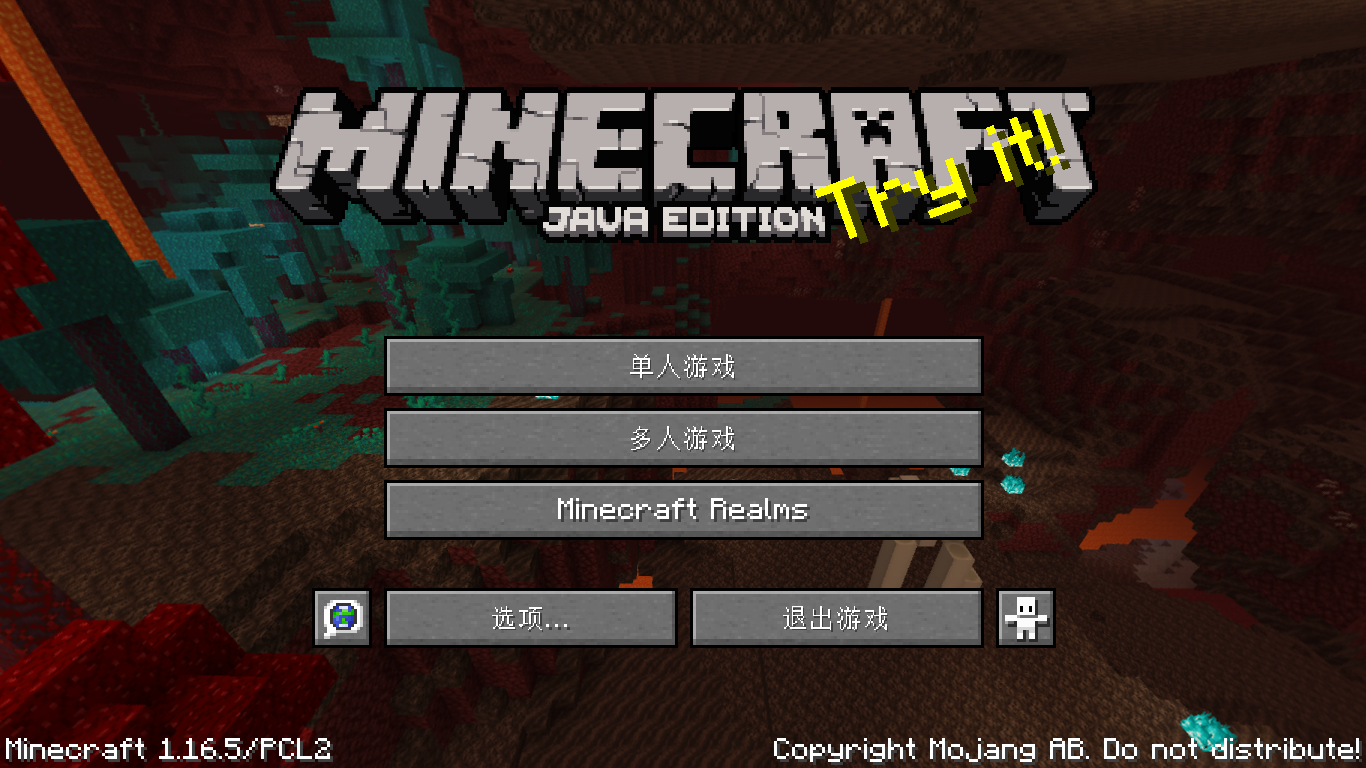 MINECRAFT
JAVA EDITION
Try it!
单人游戏
多人游戏
Minecraft Realms
选项...
退出游戏
Minecraft 1.16.5/PCL2
Copyright Mojang AB. Do not distribute!